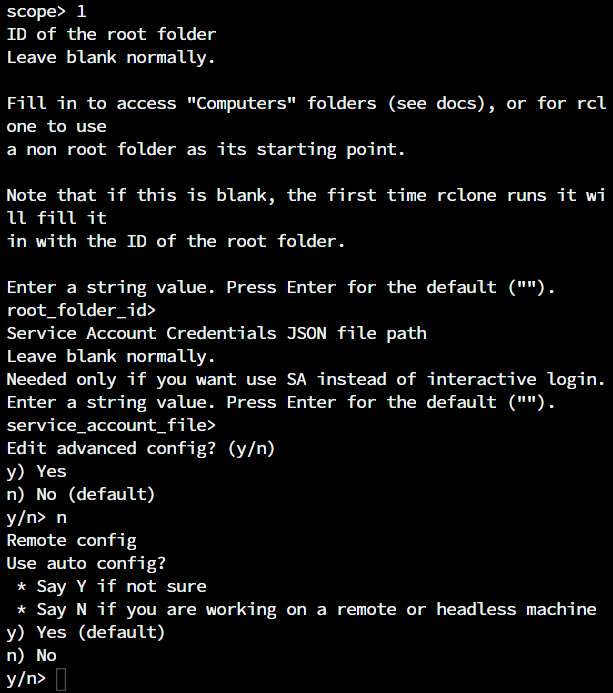 scope> 1
ID of the root folder
Leave blank normally.
Fill in to access "Computers" folders (see docs), or for rcl
one to use
a non root folder as its starting point.
Note that if this is blank, the first time rclone runs it wi
ll fill it
in with the ID of the root folder.
Enter a string value. Press Enter for the default ("").
root_folder_id>
Service Account Credentials JSON file path
Leave blank normally.
Needed only if you want use SA instead of interactive login.
Enter a string value. Press Enter for the default ("").
service_account_file>
Edit advanced config? (y/n)
y) Yes
n) No (default)
y/n> n
Remote config
Use auto config?
 * Say Y if not sure
 * Say N if you are working on a remote or headless machine
y) Yes (default)
n) No
y/n>